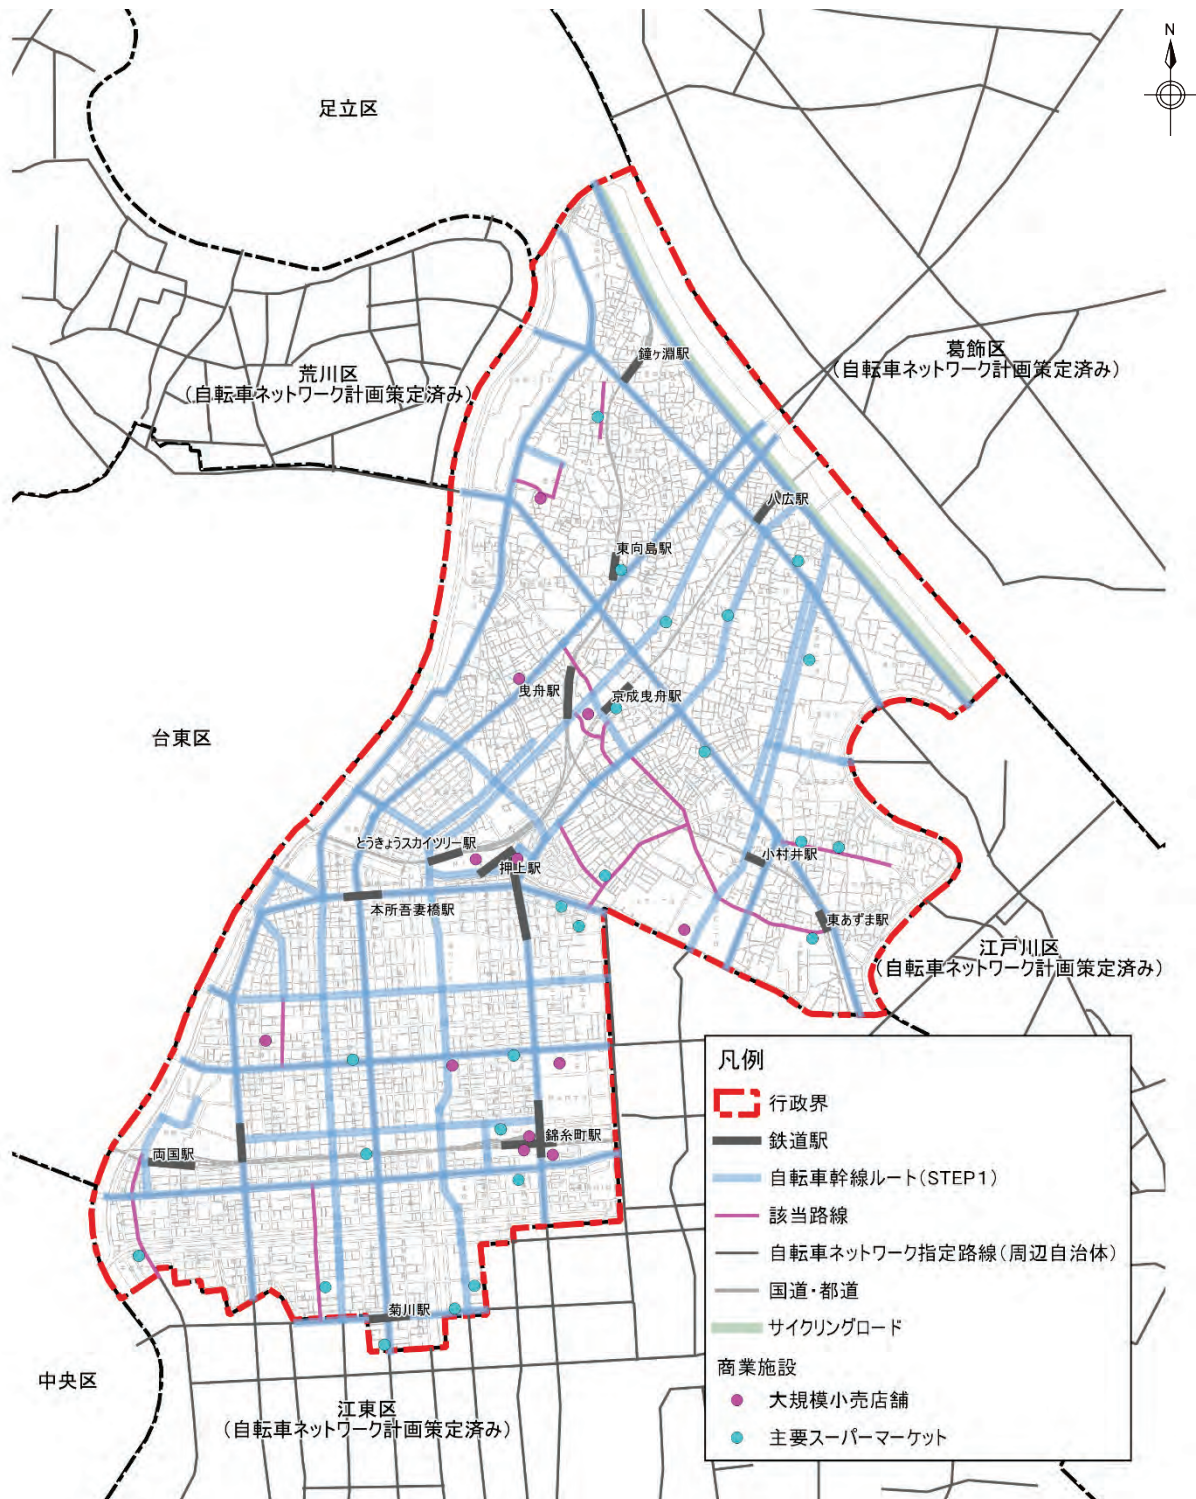 N
足立区
葛飾区
(自転車ネットワーク計画策定済み)
鐘ヶ淵駅
荒川区
(自転車ネットワーク計画策定済み)
八広駅
東向島駅
曳舟駅
京成曳舟駅
台東区
とうきょうスカイツリー駅
押上駅
小村井駅
本所吾妻橋駅
東あずま駅
江戸川区
(自転車ネットワーク計画策定済み)
錦糸町駅
両国駅
菊川駅
中央区
江東区
(自転車ネットワーク計画策定済み)
凡例
行政界
鉄道駅
自転車幹線ルート(STEP1)
該当路線
自転車ネットワーク指定路線(周辺自治体)
国道・都道
サイクリングロード
商業施設
大規模小売店舗
主要スーパーマーケット